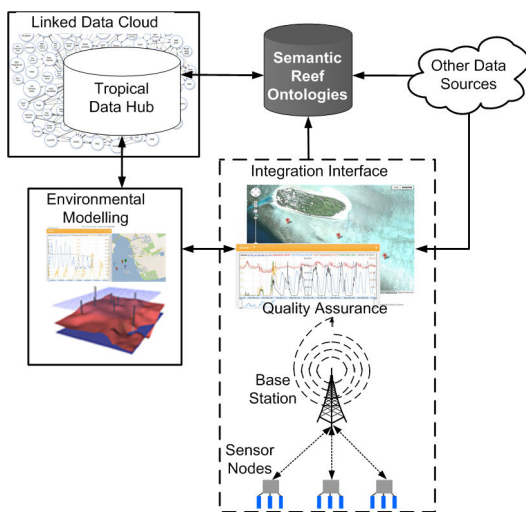 Linked Data Cloud
Tropical
Data Hub
Semantic
Reef
Ontologies
Other Data
Sources
Environmental
Modelling
Integration Interface
Quality Assurance
Base
Station
Sensor
Nodes